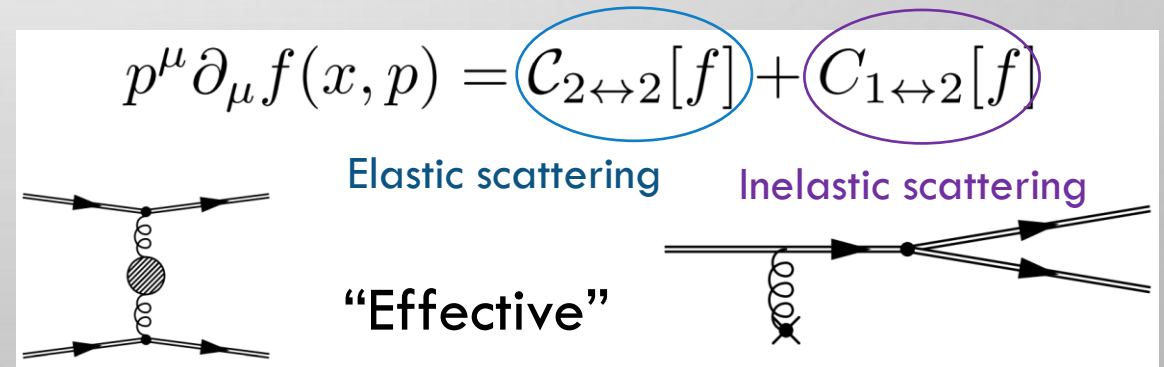 p^μ ∂_μ f(x, p) = 𝒞_{2↔2}[f] + C_{1↔2}[f]
Elastic scattering
Inelastic scattering
“Effective”